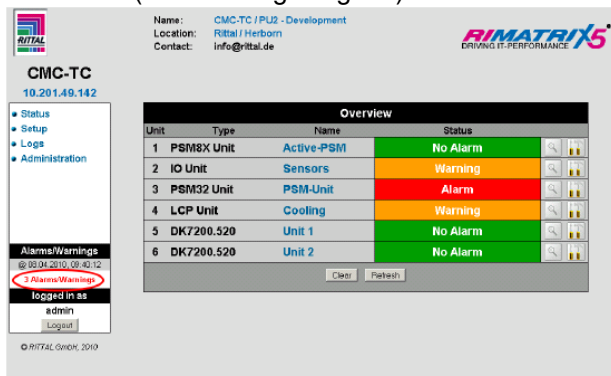 Name: CMC-TC / PU2 - Development
Location: Rittal / Herborn
Contact: info@rittal.de
RITTAL
RIMATRIX5
DRIVING IT-PERFORMANCE
CMC-TC
10.201.49.142
Status
Setup
Logs
Administration
Overview
Unit Type Name Status
1 PSM8X Unit Active-PSM No Alarm
2 IO Unit Sensors Warning
3 PSM32 Unit PSM-Unit Alarm
4 LCP Unit Cooling Warning
5 DK7200.520 Unit 1 No Alarm
6 DK7200.520 Unit 2 No Alarm
Clear Refresh
Alarms/Warnings
@ 08.04.2010, 09:40:12
3 Alarms/Warnings
logged in as
admin
Logout
© RITTAL GmbH, 2010